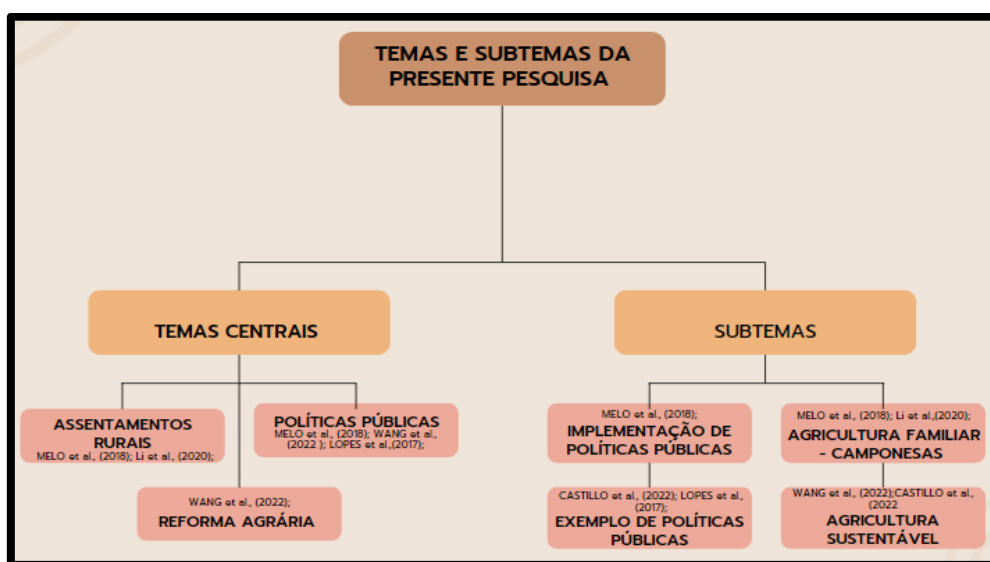 TEMAS E SUBTEMAS DA
PRESENTE PESQUISA
TEMAS CENTRAIS
ASSENTAMENTOS
RURAIS
MELO et al., (2018); Li et al., (2020);
POLÍTICAS PÚBLICAS
MELO et al., (2018); WANG et al.,
(2022 ); LOPES et al.,(2017);
WANG et al., (2022);
REFORMA AGRÁRIA
SUBTEMAS
MELO et al., (2018);
IMPLEMENTAÇÃO DE
POLÍTICAS PÚBLICAS
MELO et al., (2018); Li et al.,(2020);
AGRICULTURA FAMILIAR
- CAMPONESAS
CASTILLO et al., (2022); LOPES et al.,
(2017);
EXEMPLO DE POLÍTICAS
PÚBLICAS
WANG et al., (2022);CASTILLO et al.,
(2022
AGRICULTURA
SUSTENTÁVEL